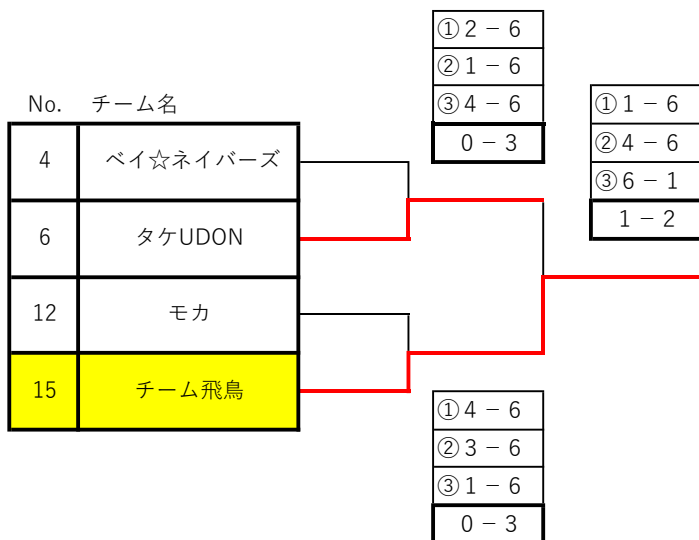 ①2 − 6
②1 − 6
③4 − 6
0 − 3
①1 − 6
②4 − 6
③6 − 1
1 − 2
No. チーム名
4 ベイ☆ネイバーズ
6 タケUDON
12 モカ
15 チーム飛鳥
①4 − 6
②3 − 6
③1 − 6
0 − 3